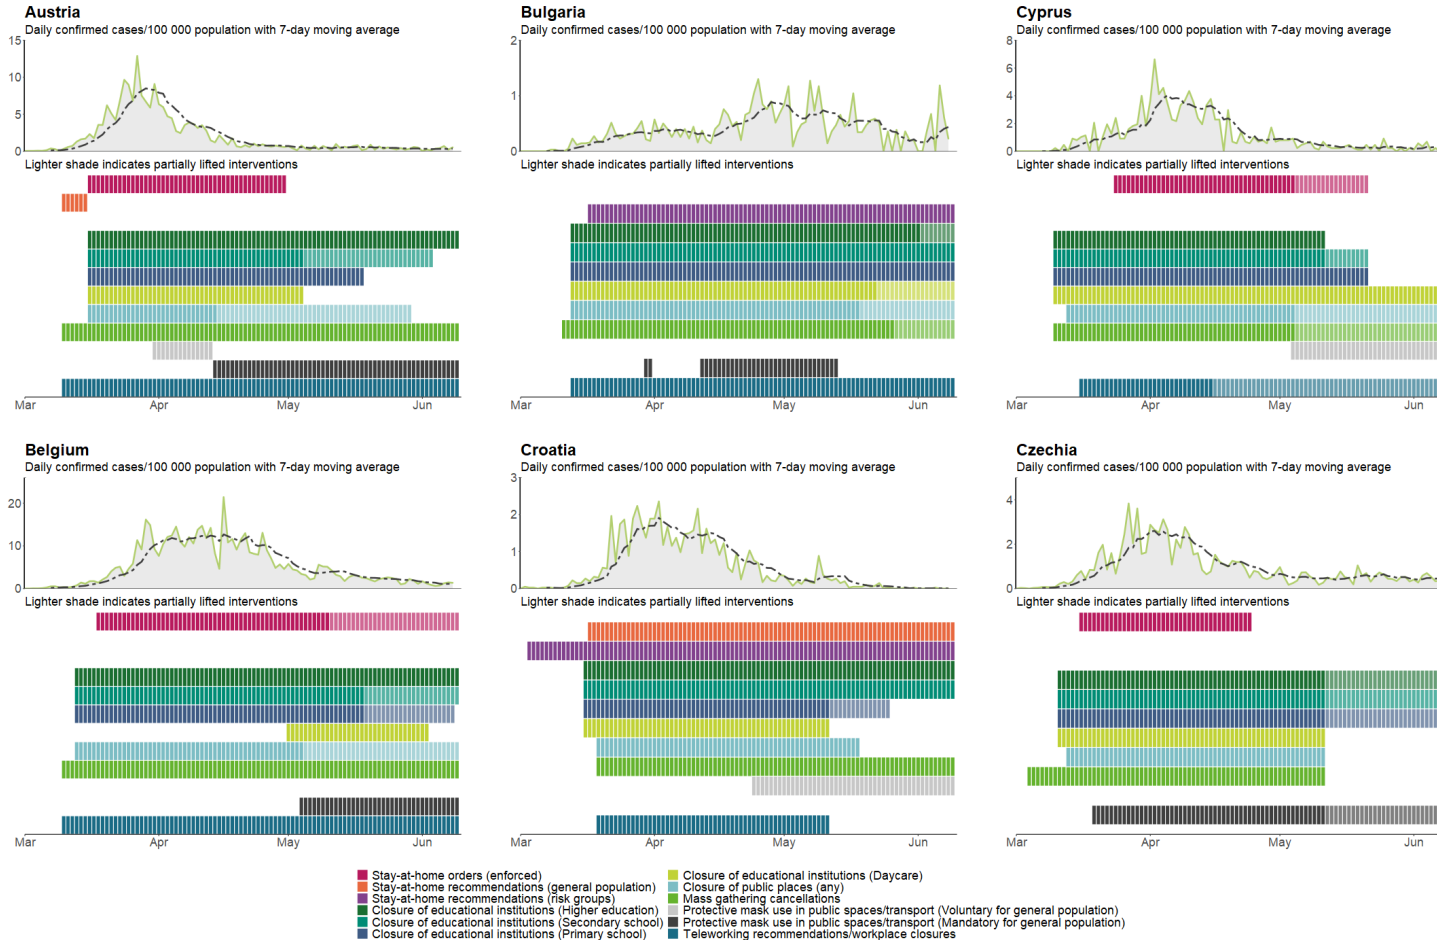 Austria
Daily confirmed cases/100 000 population with 7-day moving average
15
10
5
0
Lighter shade indicates partially lifted interventions
Mar Apr May Jun
Bulgaria
Daily confirmed cases/100 000 population with 7-day moving average
2
1
0
Lighter shade indicates partially lifted interventions
Mar Apr May Jun
Cyprus
Daily confirmed cases/100 000 population with 7-day moving average
8
6
4
2
0
Lighter shade indicates partially lifted interventions
Mar Apr May Jun
Belgium
Daily confirmed cases/100 000 population with 7-day moving average
20
10
0
Lighter shade indicates partially lifted interventions
Mar Apr May Jun
Croatia
Daily confirmed cases/100 000 population with 7-day moving average
3
2
1
0
Lighter shade indicates partially lifted interventions
Mar Apr May Jun
Czechia
Daily confirmed cases/100 000 population with 7-day moving average
4
2
0
Lighter shade indicates partially lifted interventions
Mar Apr May Jun
Stay-at-home orders (enforced)
Stay-at-home recommendations (general population)
Stay-at-home recommendations (risk groups)
Closure of educational institutions (Higher education)
Closure of educational institutions (Secondary school)
Closure of educational institutions (Primary school)
Closure of educational institutions (Daycare)
Closure of public places (any)
Mass gathering cancellations
Protective mask use in public spaces/transport (Voluntary for general population)
Protective mask use in public spaces/transport (Mandatory for general population)
Teleworking recommendations/workplace closures